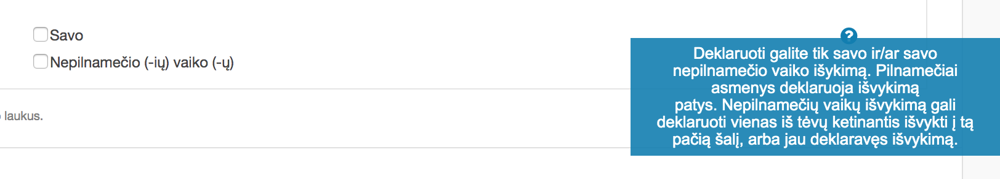 Savo
Nepilnamečio (-ių) vaiko (-ų)
laukus.
?
Deklaruoti galite tik savo ir/ar savo
nepilnamečio vaiko išykimą. Pilnamečiai
asmenys deklaruoja išvykimą
patys. Nepilnamečių vaikų išvykimą gali
deklaruoti vienas iš tėvų ketinantis išvykti į tą
pačią šalį, arba jau deklaravęs išvykimą.